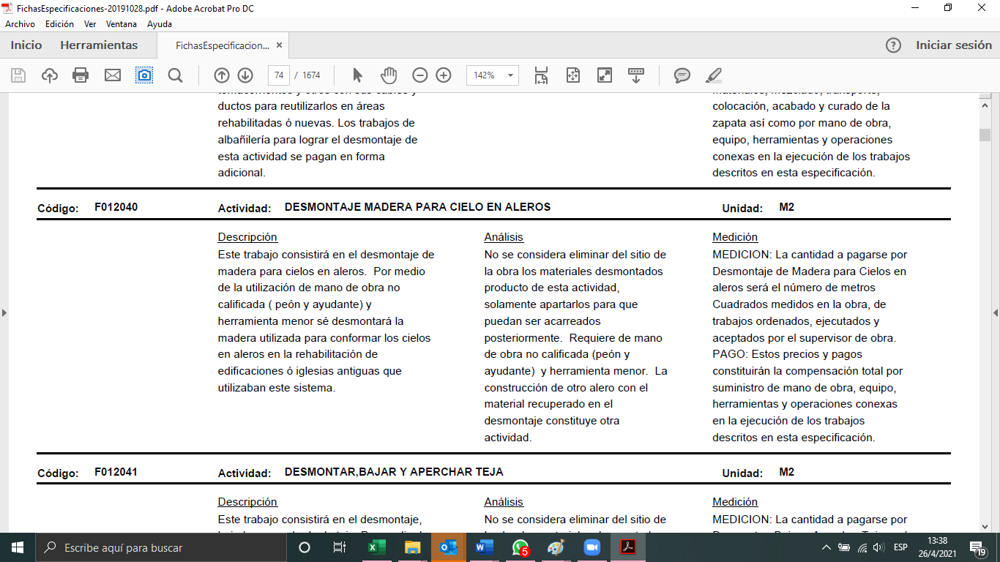 FichasEspecificaciones-20191028.pdf - Adobe Acrobat Pro DC
Archivo Edición Ver Ventana Ayuda
Inicio Herramientas FichasEspecificacion... × ? Iniciar sesión
74 / 1674 142%
ductos para reutilizarlos en áreas
rehabilitadas ó nuevas. Los trabajos de
albañilería para lograr el desmontaje de
esta actividad se pagan en forma
adicional.
materiales, mezclado, transporte,
colocación, acabado y curado de la
zapata así como por mano de obra,
equipo, herramientas y operaciones
conexas en la ejecución de los trabajos
descritos en esta especificación.
Código: F012040 Actividad: DESMONTAJE MADERA PARA CIELO EN ALEROS Unidad: M2
Descripción
Este trabajo consistirá en el desmontaje de
madera para cielos en aleros. Por medio
de la utilización de mano de obra no
calificada ( peón y ayudante) y
herramienta menor sé desmontará la
madera utilizada para conformar los cielos
en aleros en la rehabilitación de
edificaciones ó iglesias antiguas que
utilizaban este sistema.
Análisis
No se considera eliminar del sitio de
la obra los materiales desmontados
producto de esta actividad,
solamente apartarlos para que
puedan ser acarreados
posteriormente. Requiere de mano
de obra no calificada (peón y
ayudante) y herramienta menor. La
construcción de otro alero con el
material recuperado en el
desmontaje constituye otra
actividad.
Medición
MEDICION: La cantidad a pagarse por
Desmontaje de Madera para Cielos en
aleros será el número de metros
Cuadrados medidos en la obra, de
trabajos ordenados, ejecutados y
aceptados por el supervisor de obra.
PAGO: Estos precios y pagos
constituirán la compensación total por
suministro de mano de obra, equipo,
herramientas y operaciones conexas
en la ejecución de los trabajos
descritos en esta especificación.
Código: F012041 Actividad: DESMONTAR,BAJAR Y APERCHAR TEJA Unidad: M2
Descripción
Este trabajo consistirá en el desmontaje,
Análisis
No se considera eliminar del sitio de
Medición
MEDICION: La cantidad a pagarse por
Escribe aquí para buscar
5
ESP
13:38
26/4/2021
19